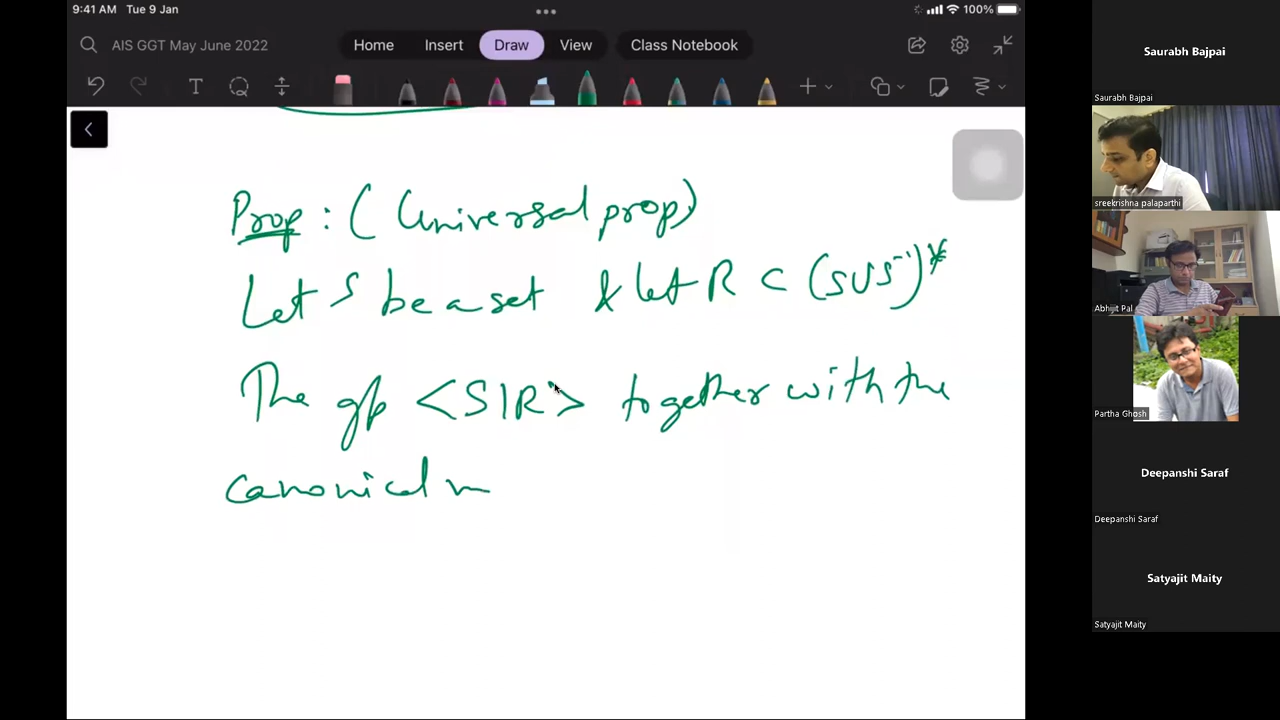 9:41 AM Tue 9 Jan
100%
AIS GGT May June 2022
Home Insert Draw View Class Notebook
Prop : (Universal prop)
Let S be a set & let R ⊂ (S∪S⁻¹)*
The gp <S|R> together with the
canonical m
Saurabh Bajpai
Saurabh Bajpai
sreekrishna palaparthi
Abhijit Pal
Partha Ghosh
Deepanshi Saraf
Deepanshi Saraf
Satyajit Maity
Satyajit Maity